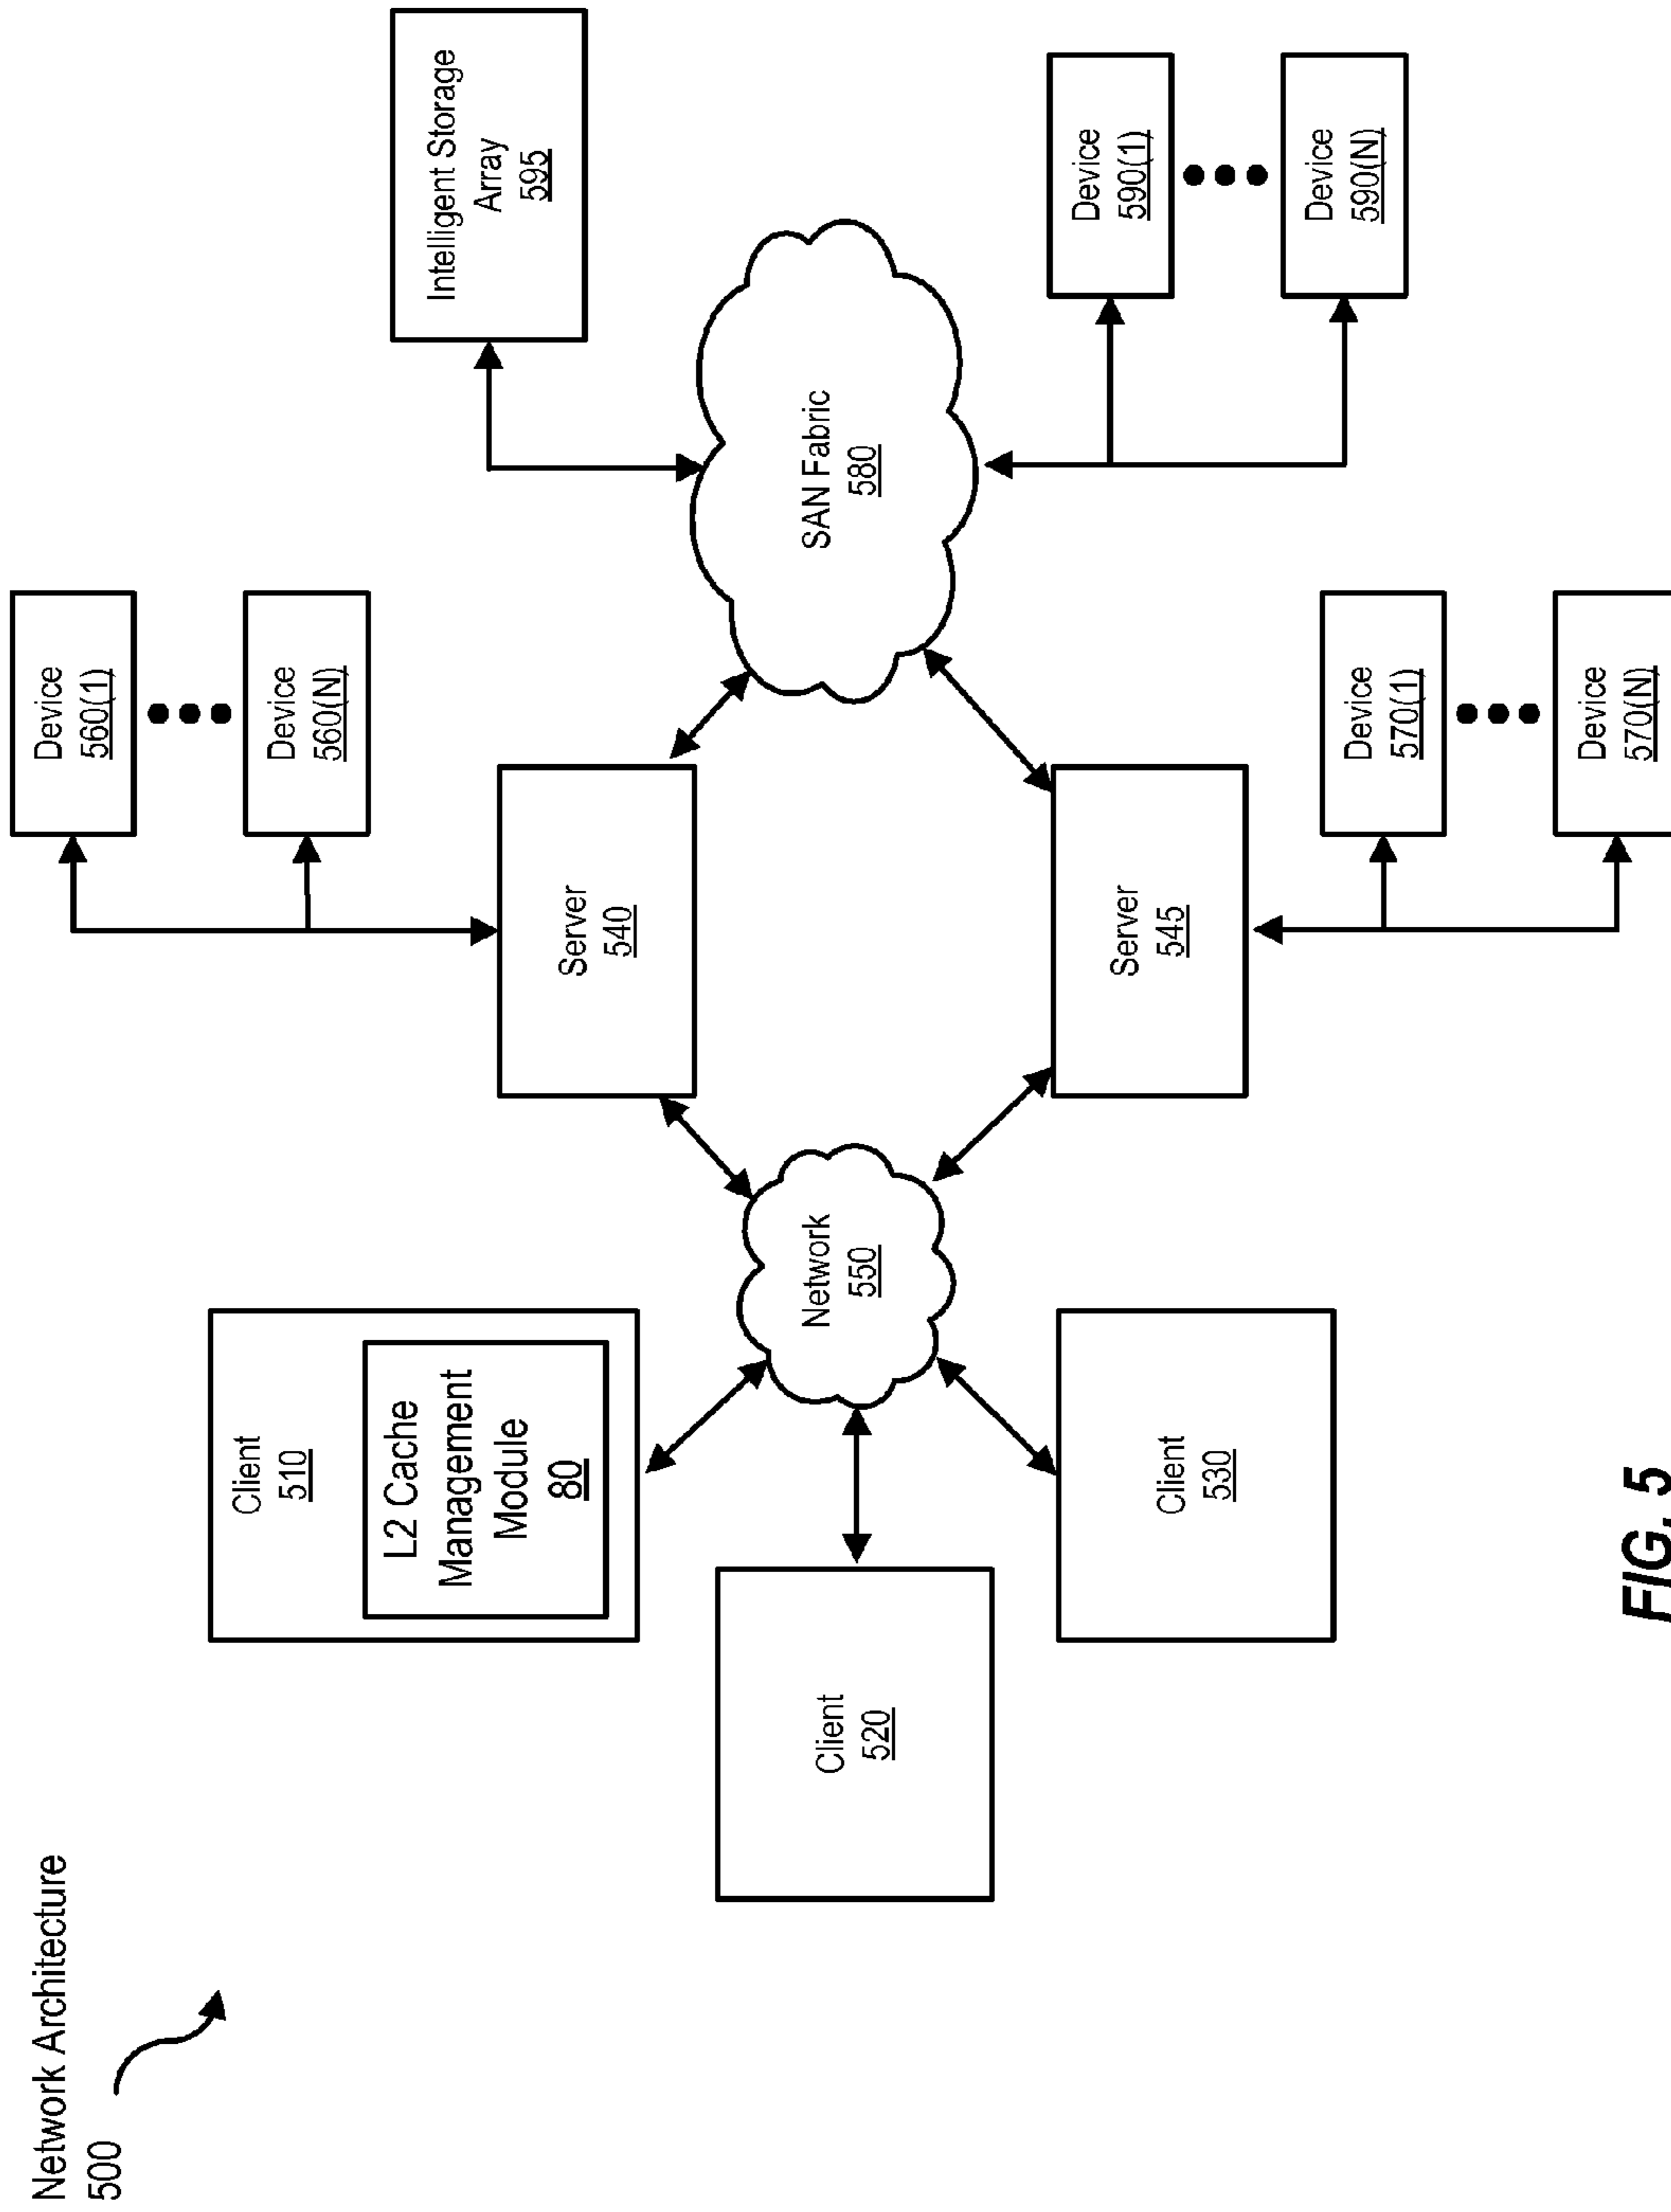 Network Architecture
500
Client
510
L2 Cache
Management
Module
80
Client
520
Client
530
Network
550
Server
540
Server
545
Device
560(1)
Device
560(N)
Device
570(1)
Device
570(N)
SAN Fabric
580
Intelligent Storage
Array
595
Device
590(1)
Device
590(N)
FIG. 5